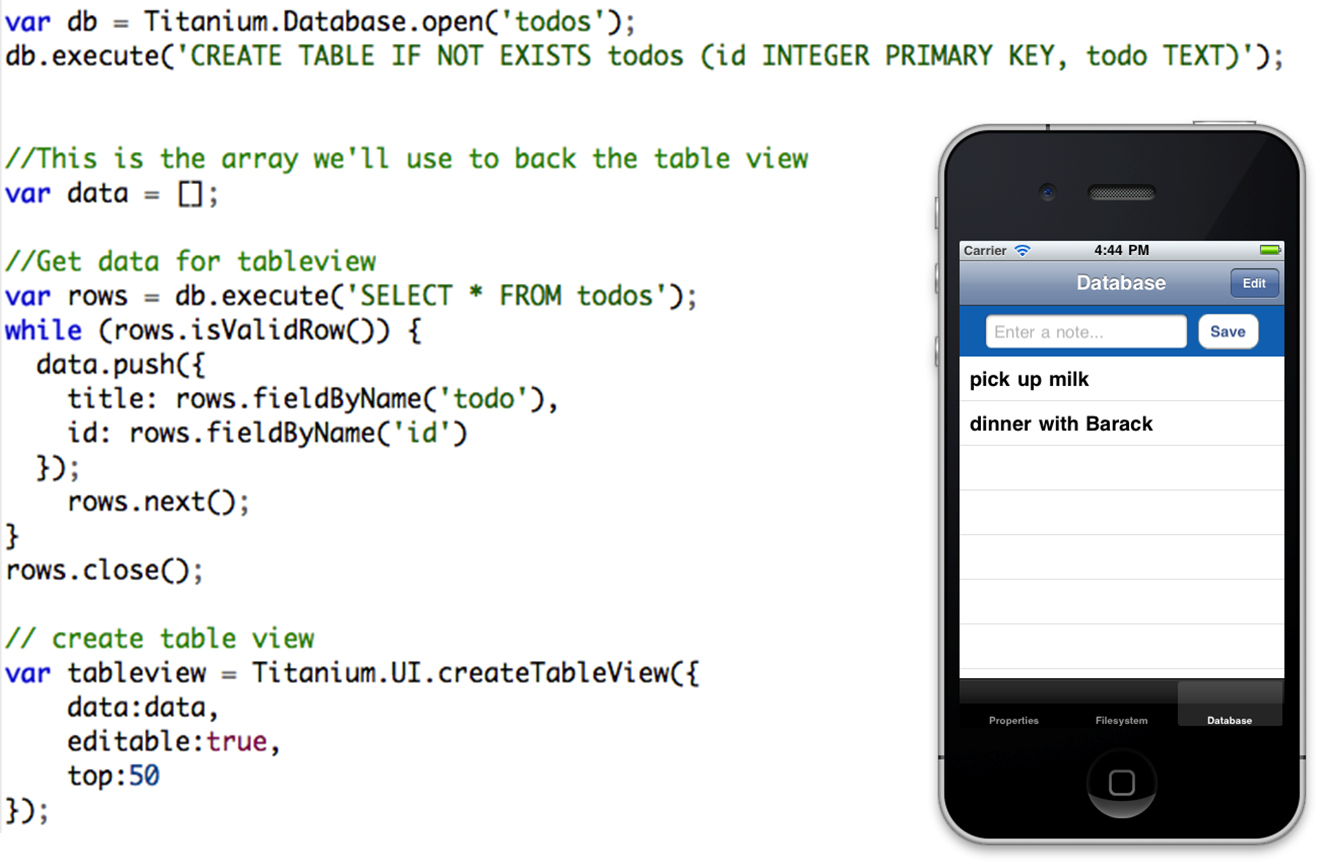 var db = Titanium.Database.open('todos');
db.execute('CREATE TABLE IF NOT EXISTS todos (id INTEGER PRIMARY KEY, todo TEXT)');
//This is the array we'll use to back the table view
var data = [];
//Get data for tableview
var rows = db.execute('SELECT * FROM todos');
while (rows.isValidRow()) {
  data.push({
    title: rows.fieldByName('todo'),
    id: rows.fieldByName('id')
  });
    rows.next();
}
rows.close();
// create table view
var tableview = Titanium.UI.createTableView({
    data:data,
    editable:true,
    top:50
});
Carrier 4:44 PM
Database Edit
Enter a note... Save
pick up milk
dinner with Barack
Properties Filesystem Database